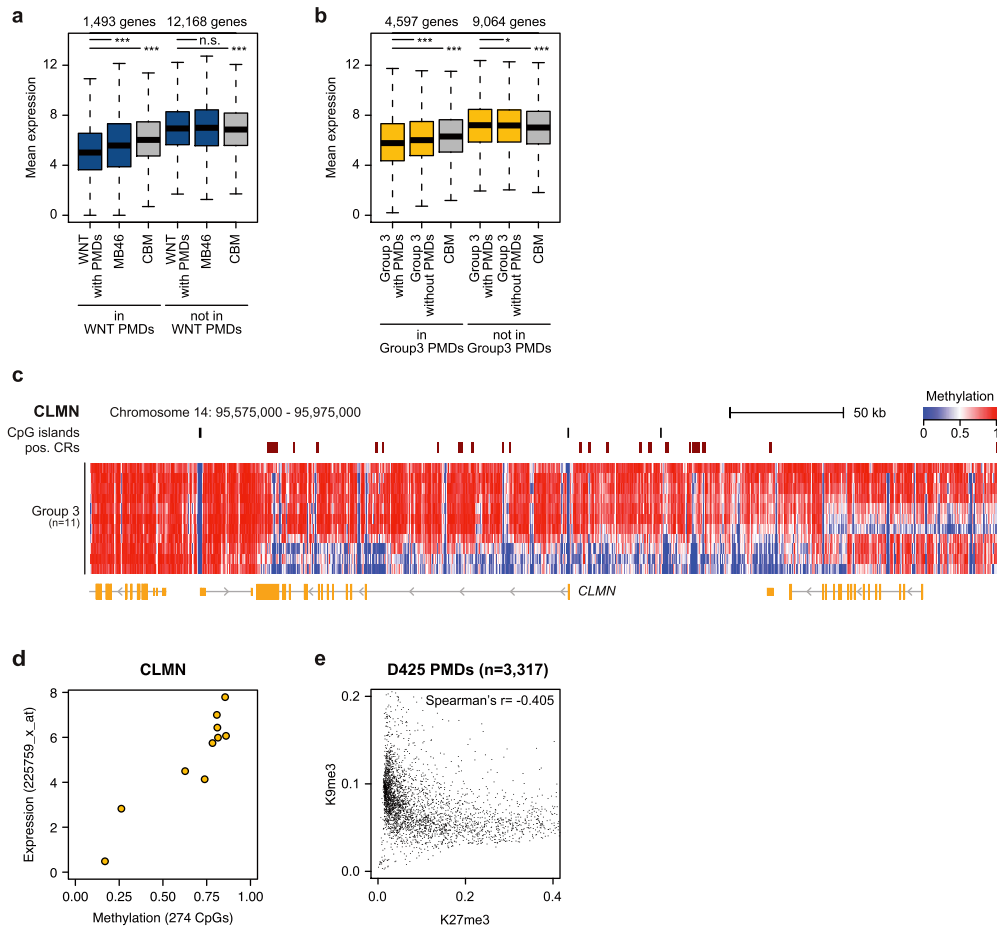 a
1,493 genes 12,168 genes
*** n.s.
*** ***
Mean expression
12
8
4
0
WNT with PMDs
MB46
CBM
WNT with PMDs
MB46
CBM
in WNT PMDs
not in WNT PMDs
b
4,597 genes 9,064 genes
*** *
*** ***
Mean expression
12
8
4
0
Group 3 with PMDs
Group 3 without PMDs
CBM
Group 3 with PMDs
Group 3 without PMDs
CBM
in Group3 PMDs
not in Group3 PMDs
c
CLMN Chromosome 14: 95,575,000 - 95,975,000
50 kb
Methylation
0 0.5 1
CpG islands
pos. CRs
Group 3
(n=11)
CLMN
d
CLMN
Expression (225759_x_at)
8
6
4
2
0
0.00 0.25 0.50 0.75 1.00
Methylation (274 CpGs)
e
D425 PMDs (n=3,317)
Spearman's r= -0.405
K9me3
0.2
0.1
0.0
0.0 0.2 0.4
K27me3